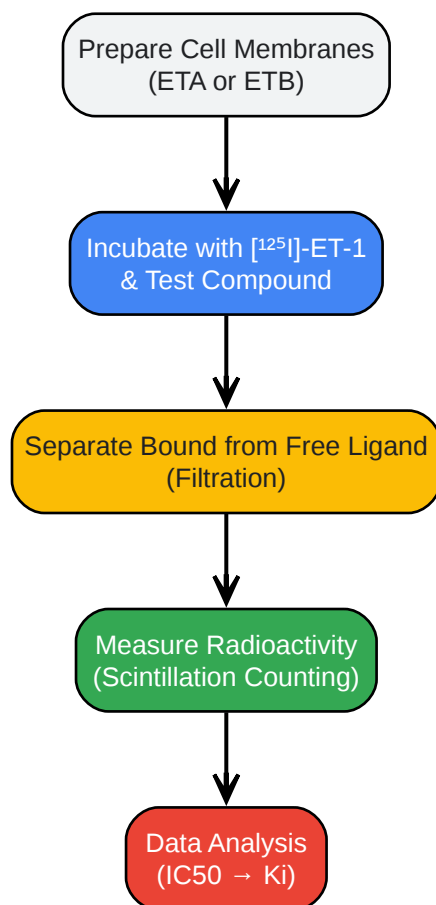 Prepare Cell Membranes
(ETA or ETB)
Incubate with [¹²⁵I]-ET-1
& Test Compound
Separate Bound from Free Ligand
(Filtration)
Measure Radioactivity
(Scintillation Counting)
Data Analysis
(IC50 → Ki)